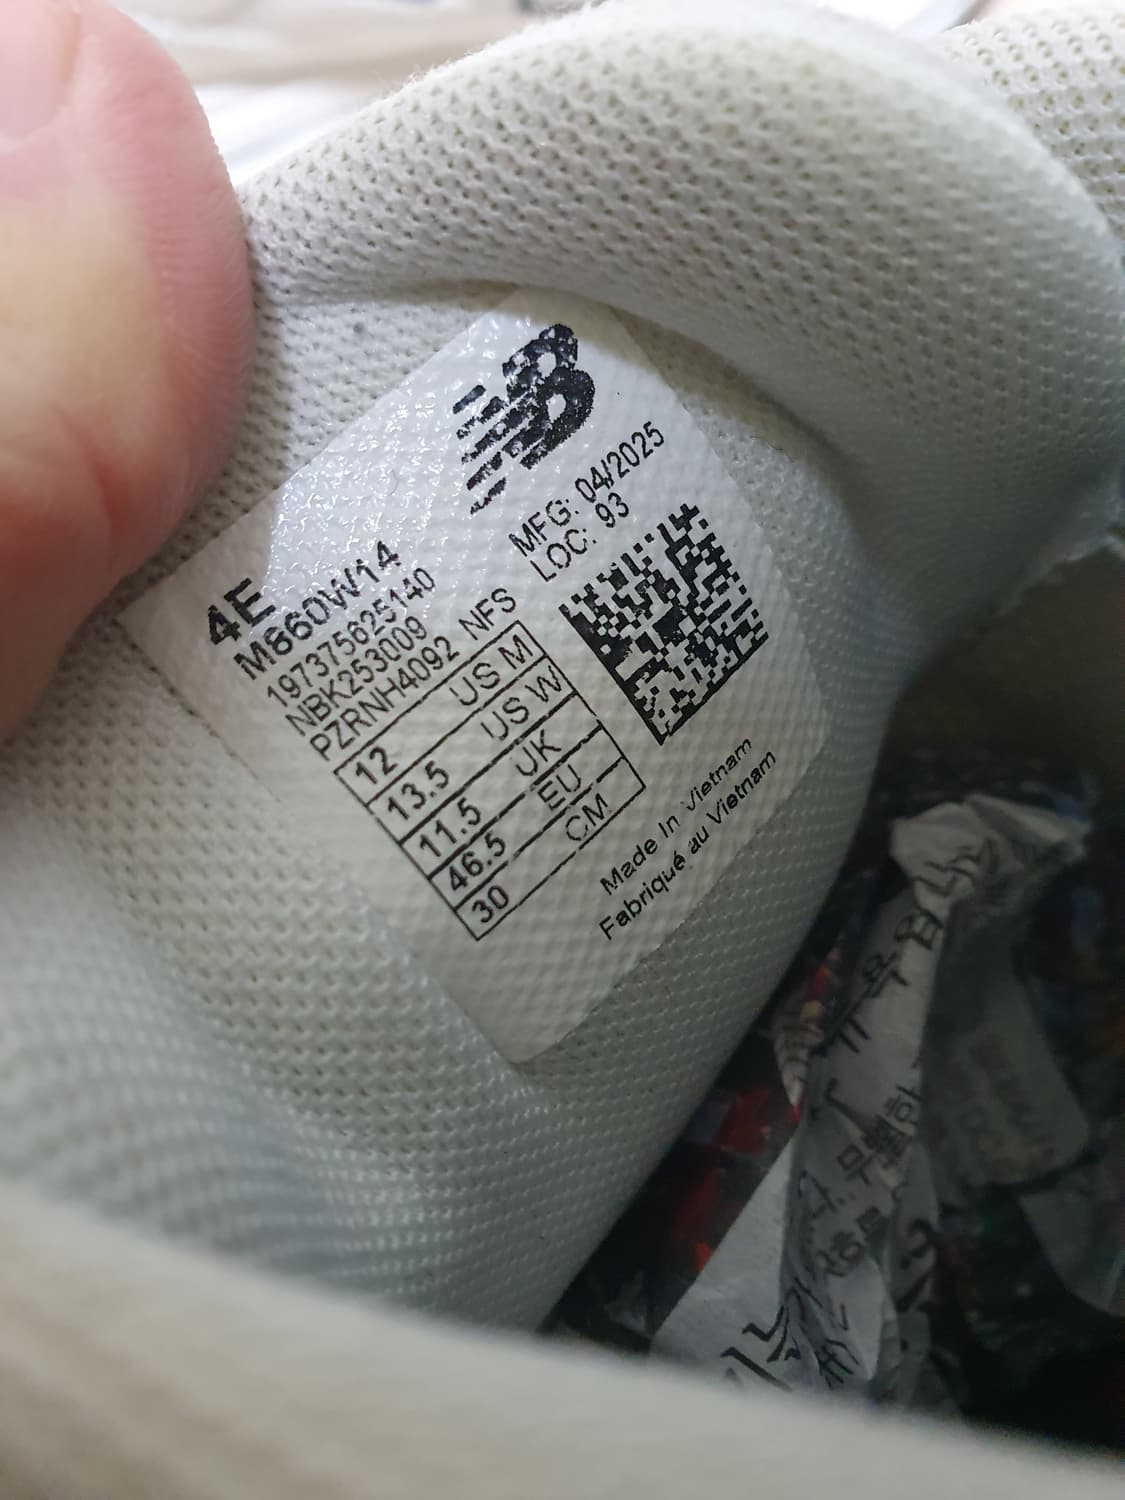 MFG: 04/2025
LOC: 93
4E
M860W14
197375625140
NBK253009
PZRNH4092 NFS
12 US M
13.5 US W
11.5 UK
46.5 EU
30 CM
Made In Vietnam
Fabriqué au Vietnam